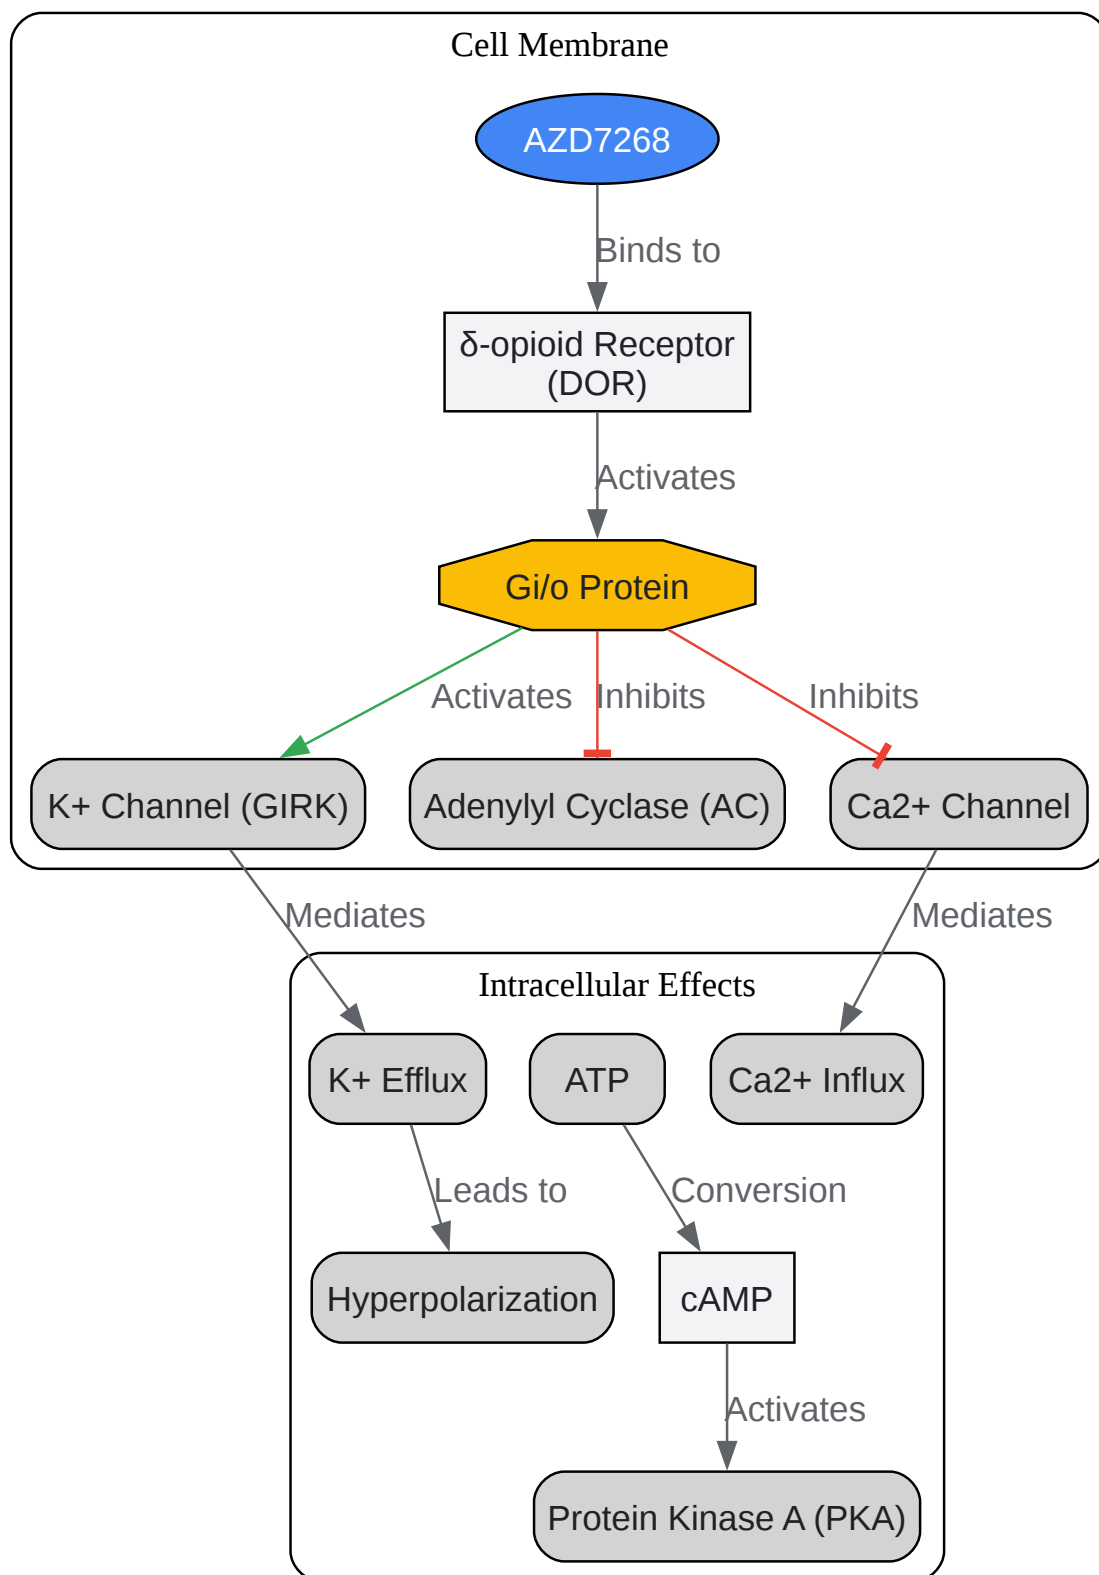 Cell Membrane
AZD7268
Binds to
δ-opioid Receptor
(DOR)
Activates
Gi/o Protein
Activates
Inhibits
Inhibits
K+ Channel (GIRK)
Adenylyl Cyclase (AC)
Ca2+ Channel
Mediates
Mediates
Intracellular Effects
K+ Efflux
ATP
Ca2+ Influx
Leads to
Conversion
Hyperpolarization
cAMP
Activates
Protein Kinase A (PKA)